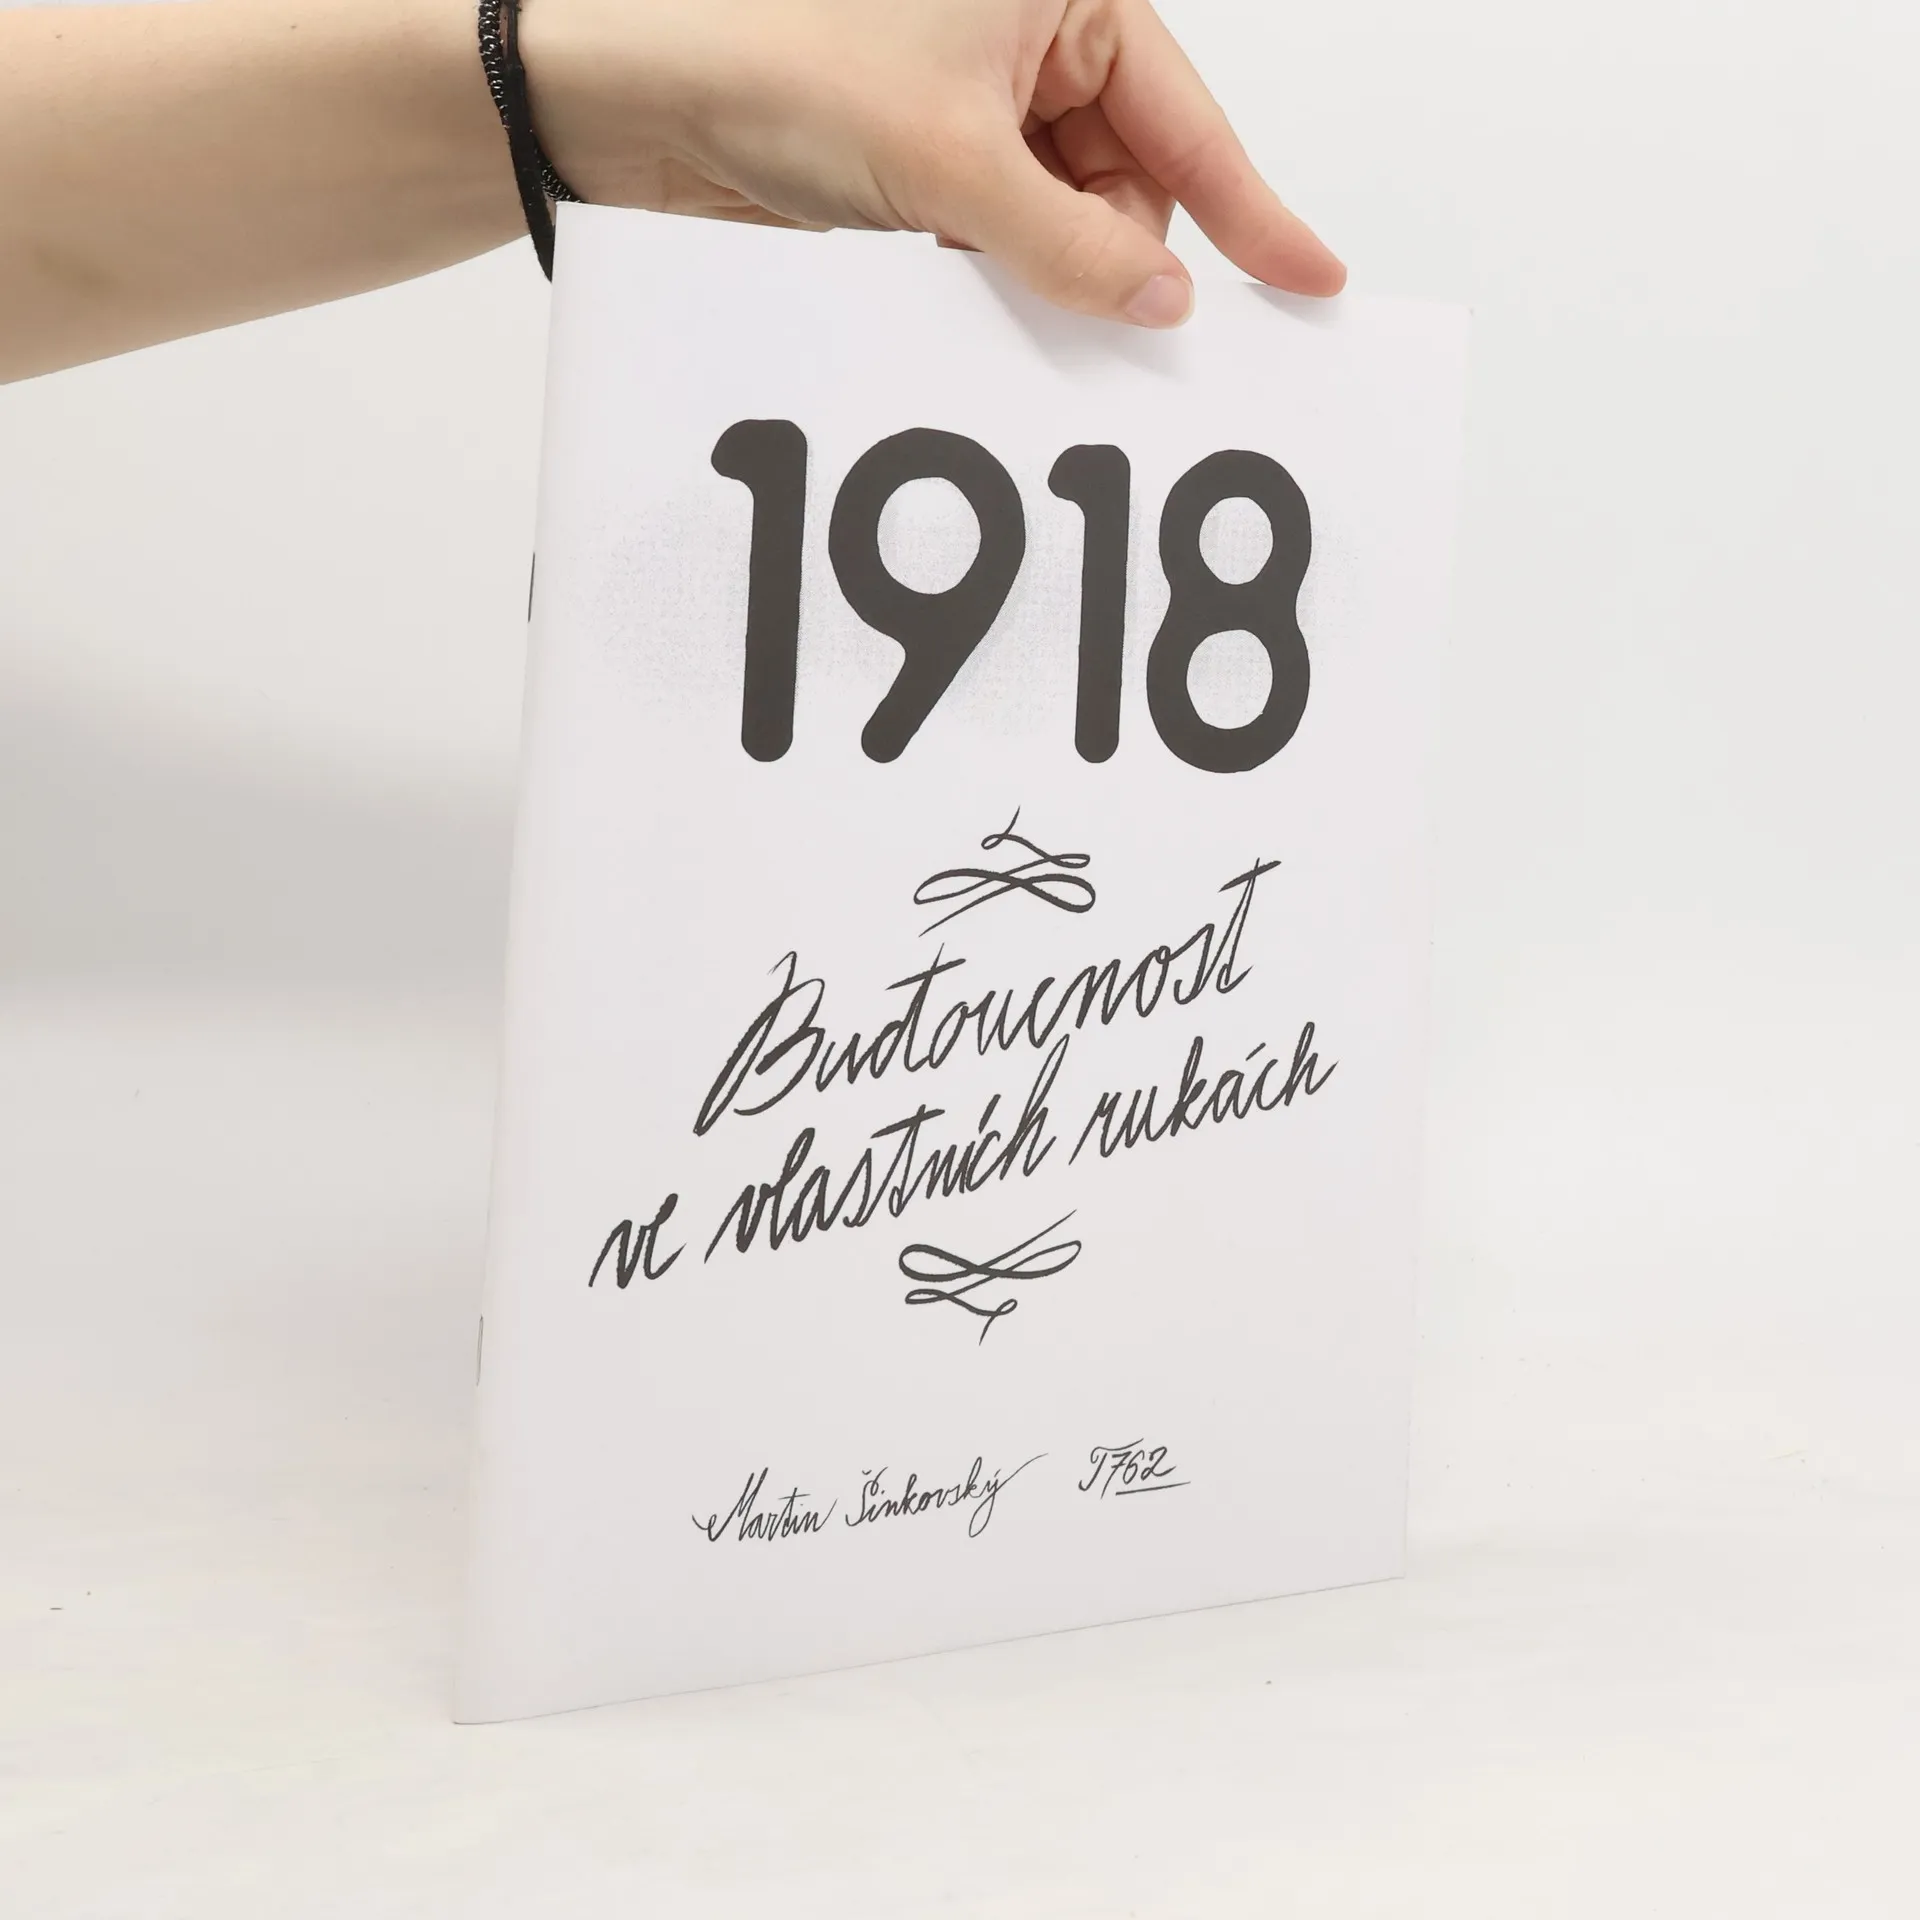 1918
Budoucnost
ve vlastních rukách
Martin Šinkovský T762